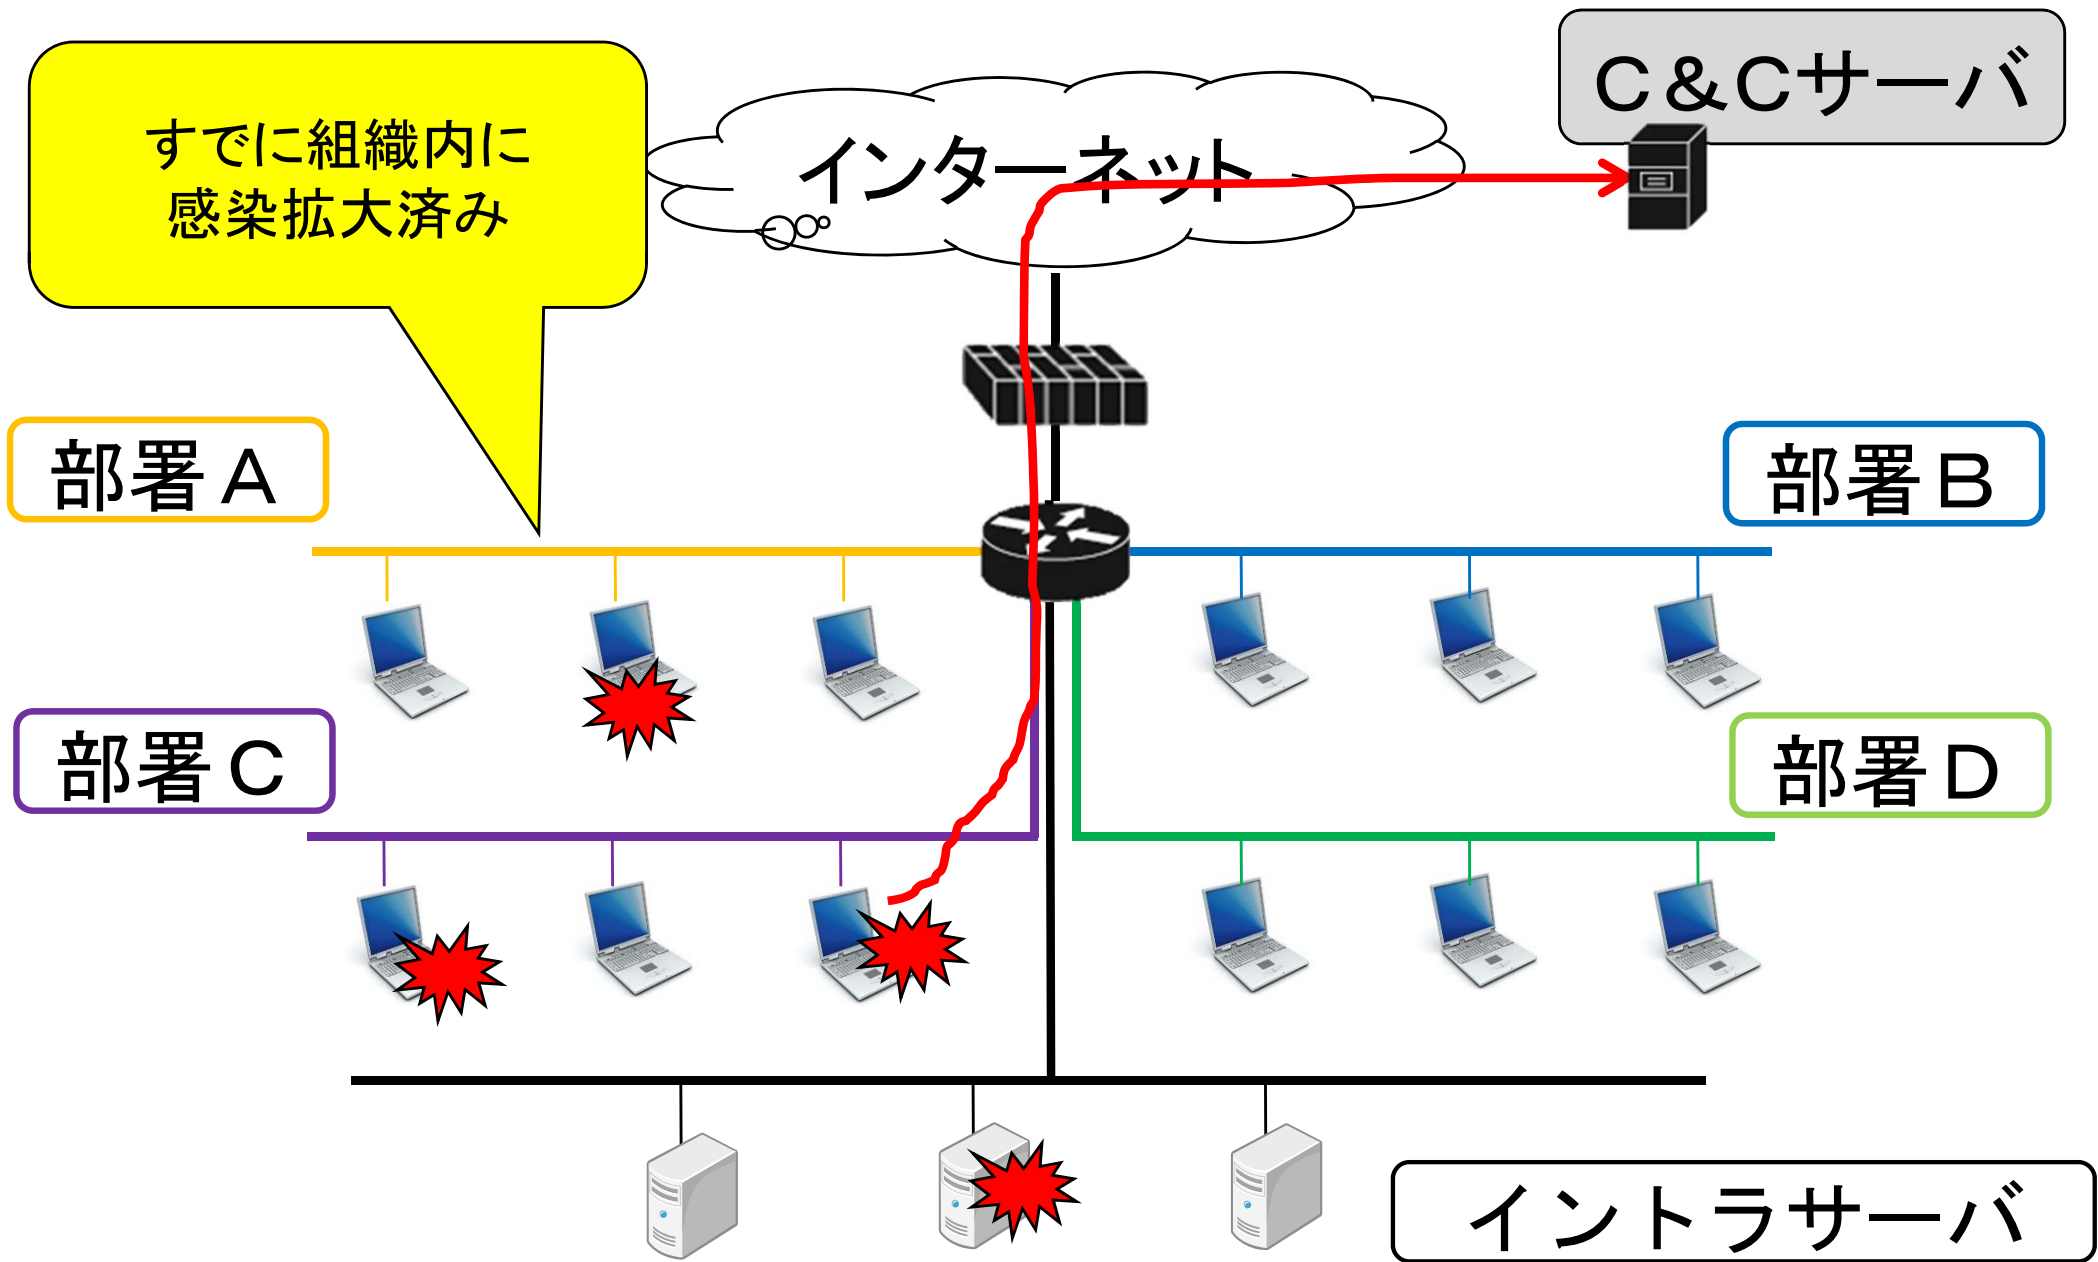 C&Cサーバ
すでに組織内に
感染拡大済み
インターネット
部署A
部署B
部署C
部署D
イントラサーバ